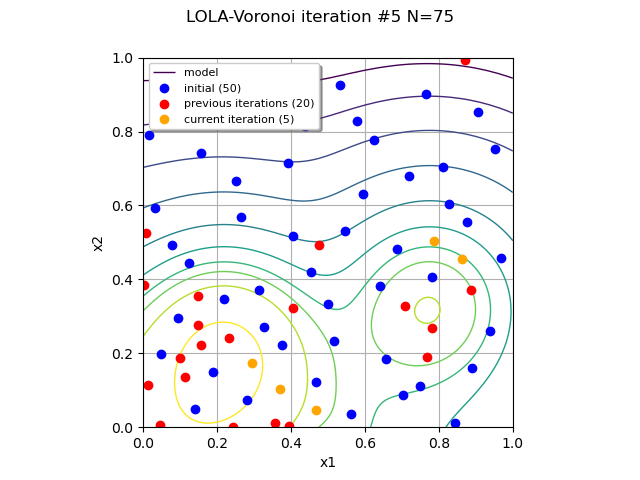 LOLA-Voronoi iteration #5 N=75
model
initial (50)
previous iterations (20)
current iteration (5)
1.0
0.8
0.6
0.4
0.2
0.0
x2
0.0 0.2 0.4 0.6 0.8 1.0
x1